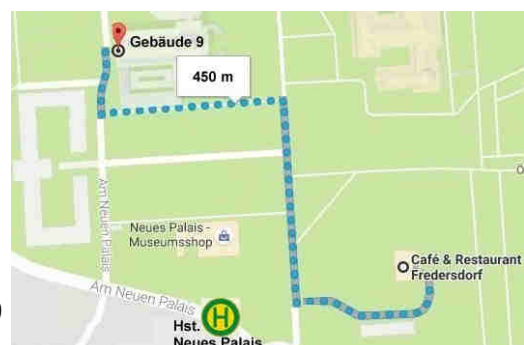 Gebäude 9
450 m
Am Neuen Palais
Neues Palais -
Museumsshop
Café & Restaurant
Fredersdorf
Am Neuen Palais
H
Hst.
Neues Palais